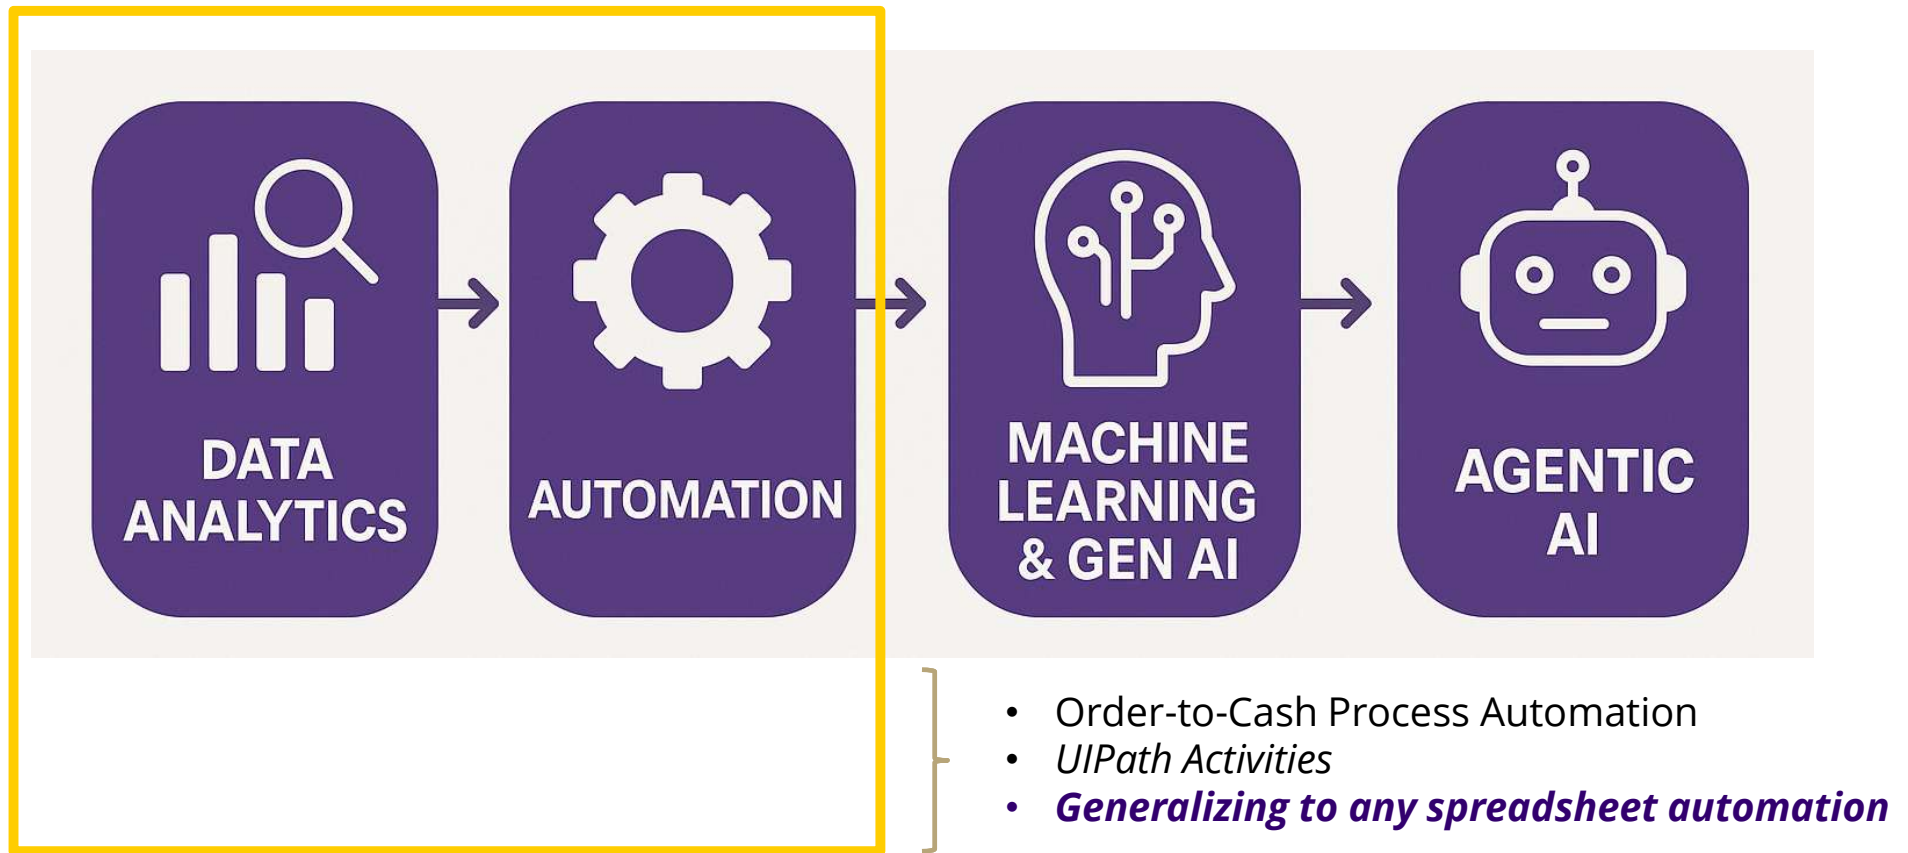 DATA
ANALYTICS
AUTOMATION
MACHINE
LEARNING
& GEN AI
AGENTIC
AI
• Order-to-Cash Process Automation
• UIPath Activities
• Generalizing to any spreadsheet automation